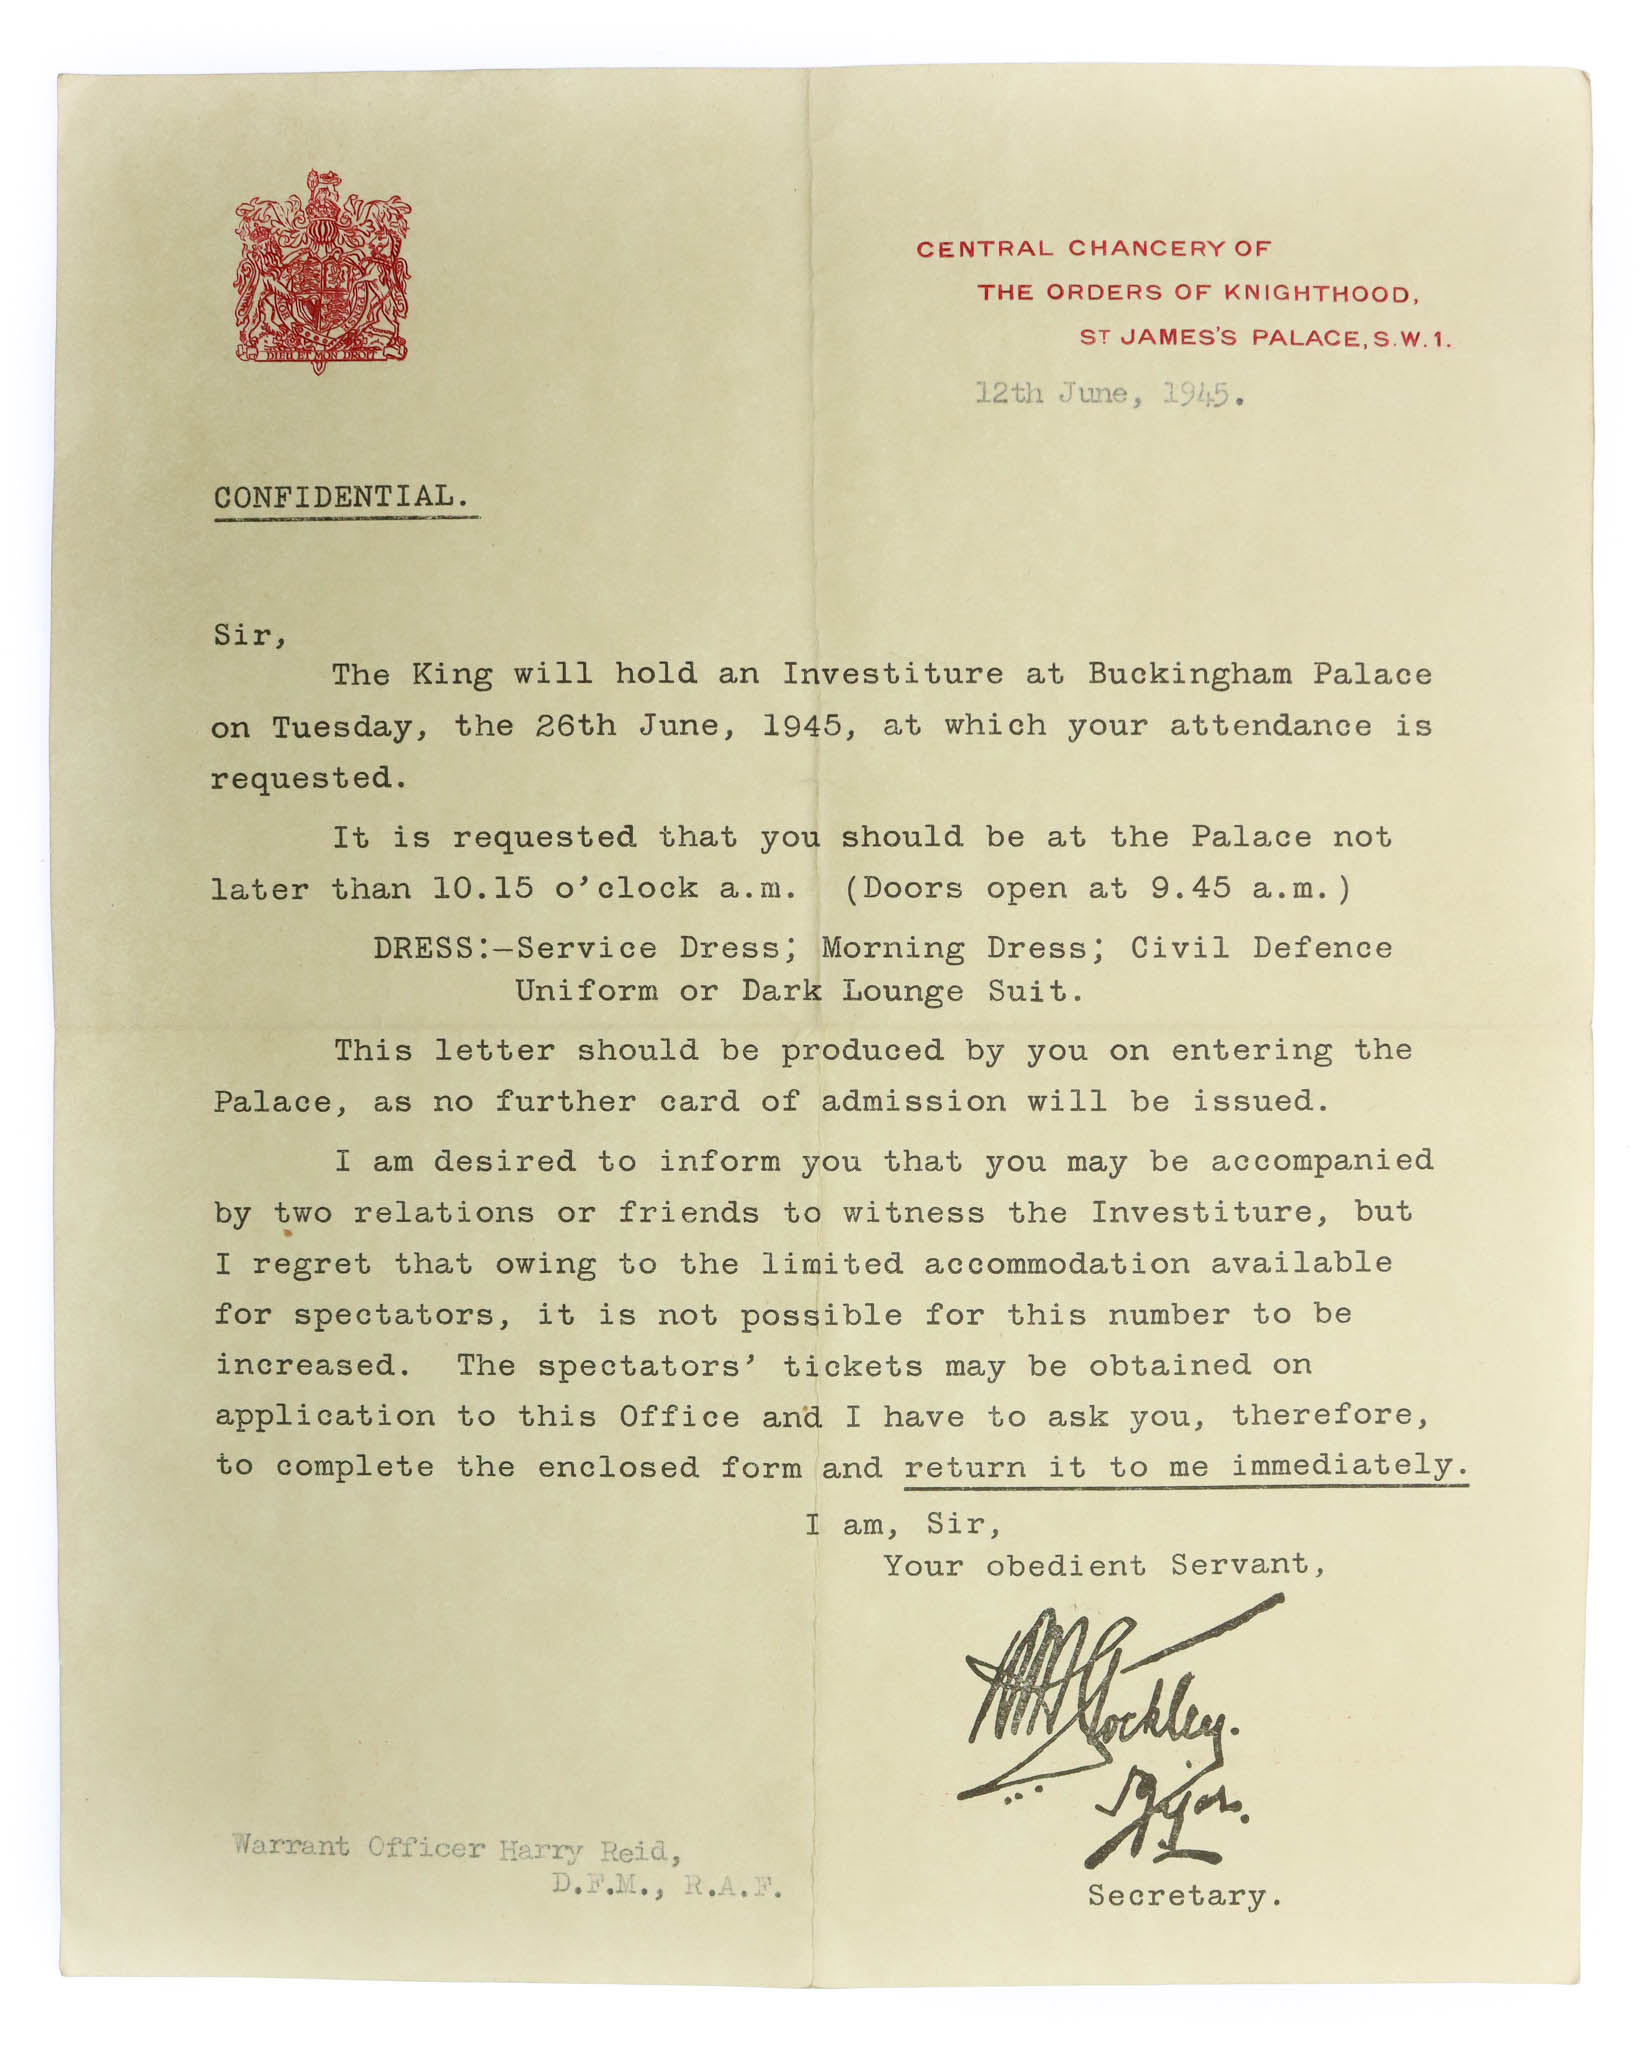 CENTRAL CHANCERY OF
THE ORDERS OF KNIGHTHOOD,
ST JAMES'S PALACE, S.W.1.
DIEU ET MON DROIT
12th June, 1945.
CONFIDENTIAL.
Sir,
The King will hold an Investiture at Buckingham Palace
on Tuesday, the 26th June, 1945, at which your attendance is
requested.
It is requested that you should be at the Palace not
later than 10.15 o'clock a.m. (Doors open at 9.45 a.m.)
DRESS:—Service Dress; Morning Dress; Civil Defence
Uniform or Dark Lounge Suit.
This letter should be produced by you on entering the
Palace, as no further card of admission will be issued.
I am desired to inform you that you may be accompanied
by two relations or friends to witness the Investiture, but
I regret that owing to the limited accommodation available
for spectators, it is not possible for this number to be
increased. The spectators' tickets may be obtained on
application to this Office and I have to ask you, therefore,
to complete the enclosed form and return it to me immediately.
I am, Sir,
Your obedient Servant,
Major.
Secretary.
Warrant Officer Harry Reid,
D.F.M., R.A.F.